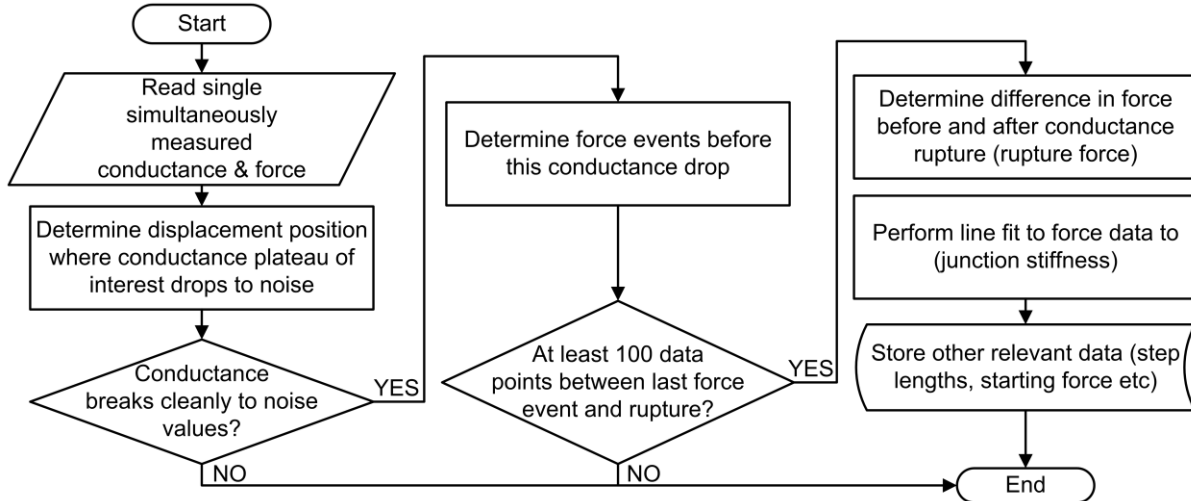 Start
Read single
simultaneously
measured
conductance & force
Determine displacement position
where conductance plateau of
interest drops to noise
Conductance
breaks cleanly to noise
values?
YES
NO
Determine force events before
this conductance drop
At least 100 data
points between last force
event and rupture?
YES
NO
Determine difference in force
before and after conductance
rupture (rupture force)
Perform line fit to force data to
(junction stiffness)
Store other relevant data (step
lengths, starting force etc)
End